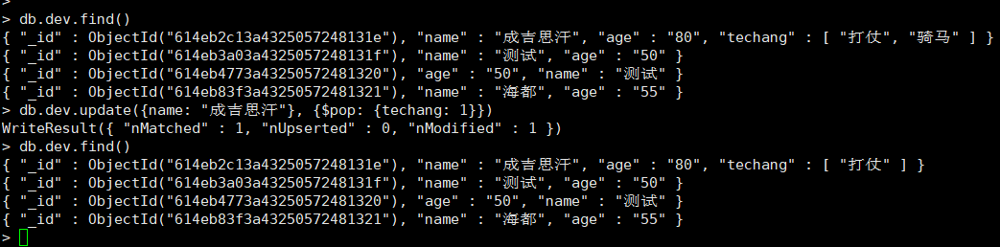 >
> db.dev.find()
{ "_id" : ObjectId("614eb2c13a4325057248131e"), "name" : "成吉思汗", "age" : "80", "techang" : [ "打仗", "骑马" ] }
{ "_id" : ObjectId("614eb3a03a4325057248131f"), "name" : "测试", "age" : "50" }
{ "_id" : ObjectId("614eb4773a43250572481320"), "age" : "50", "name" : "测试" }
{ "_id" : ObjectId("614eb83f3a43250572481321"), "name" : "海都", "age" : "55" }
> db.dev.update({name: "成吉思汗"}, {$pop: {techang: 1}})
WriteResult({ "nMatched" : 1, "nUpserted" : 0, "nModified" : 1 })
> db.dev.find()
{ "_id" : ObjectId("614eb2c13a4325057248131e"), "name" : "成吉思汗", "age" : "80", "techang" : [ "打仗" ] }
{ "_id" : ObjectId("614eb3a03a4325057248131f"), "name" : "测试", "age" : "50" }
{ "_id" : ObjectId("614eb4773a43250572481320"), "age" : "50", "name" : "测试" }
{ "_id" : ObjectId("614eb83f3a43250572481321"), "name" : "海都", "age" : "55" }
>